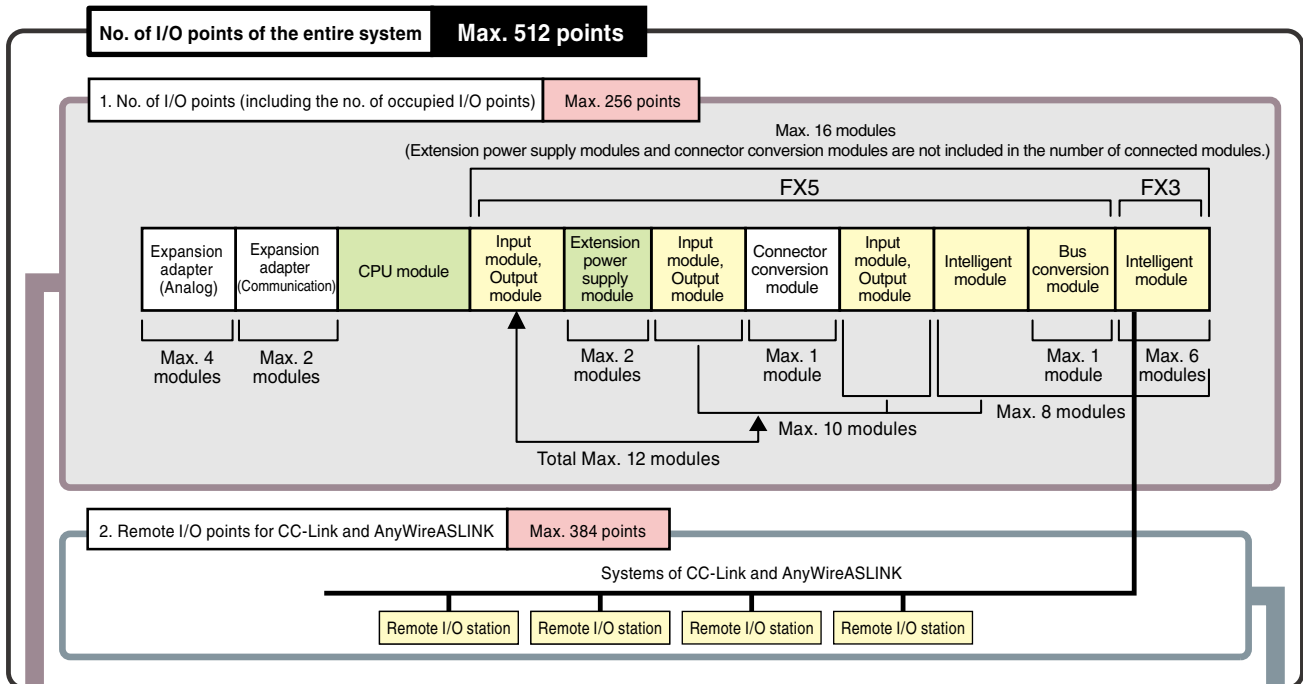 No. of I/O points of the entire system
Max. 512 points
1. No. of I/O points (including the no. of occupied I/O points)
Max. 256 points
Max. 16 modules
(Extension power supply modules and connector conversion modules are not included in the number of connected modules.)
FX5
FX3
Expansion
adapter
(Analog)
Expansion
adapter
(Communication)
CPU module
Input
module,
Output
module
Extension
power
supply
module
Input
module,
Output
module
Connector
conversion
module
Input
module,
Output
module
Intelligent
module
Bus
conversion
module
Intelligent
module
Max. 4
modules
Max. 2
modules
Max. 2
modules
Max. 1
module
Max. 1
module
Max. 6
modules
Max. 8 modules
Max. 10 modules
Total Max. 12 modules
2. Remote I/O points for CC-Link and AnyWireASLINK
Max. 384 points
Systems of CC-Link and AnyWireASLINK
Remote I/O station
Remote I/O station
Remote I/O station
Remote I/O station